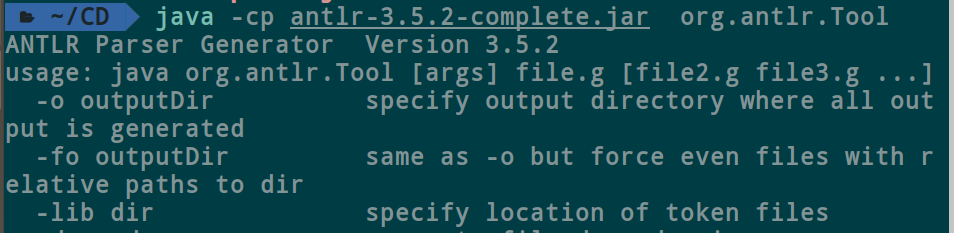 ~/CD java -cp antlr-3.5.2-complete.jar  org.antlr.Tool
ANTLR Parser Generator  Version 3.5.2
usage: java org.antlr.Tool [args] file.g [file2.g file3.g ...]
  -o outputDir          specify output directory where all out
put is generated
  -fo outputDir         same as -o but force even files with r
elative paths to dir
  -lib dir              specify location of token files